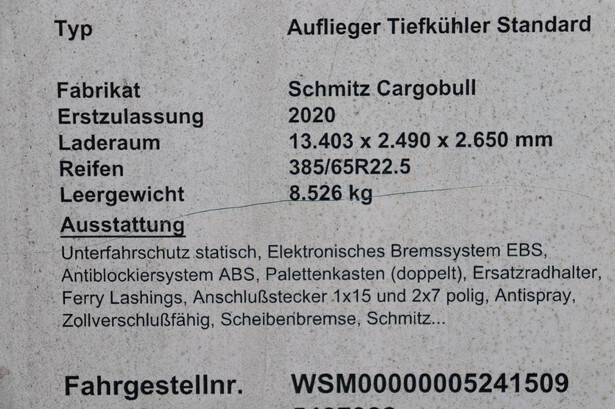 Typ Auflieger Tiefkühler Standard
Fabrikat Schmitz Cargobull
Erstzulassung 2020
Laderaum 13.403 x 2.490 x 2.650 mm
Reifen 385/65R22.5
Leergewicht 8.526 kg
Ausstattung
Unterfahrschutz statisch, Elektronisches Bremssystem EBS,
Antiblockiersystem ABS, Palettenkasten (doppelt), Ersatzradhalter,
Ferry Lashings, Anschlußstecker 1x15 und 2x7 polig, Antispray,
Zollverschlußfähig, Scheibenbremse, Schmitz...
Fahrgestellnr. WSM00000005241509